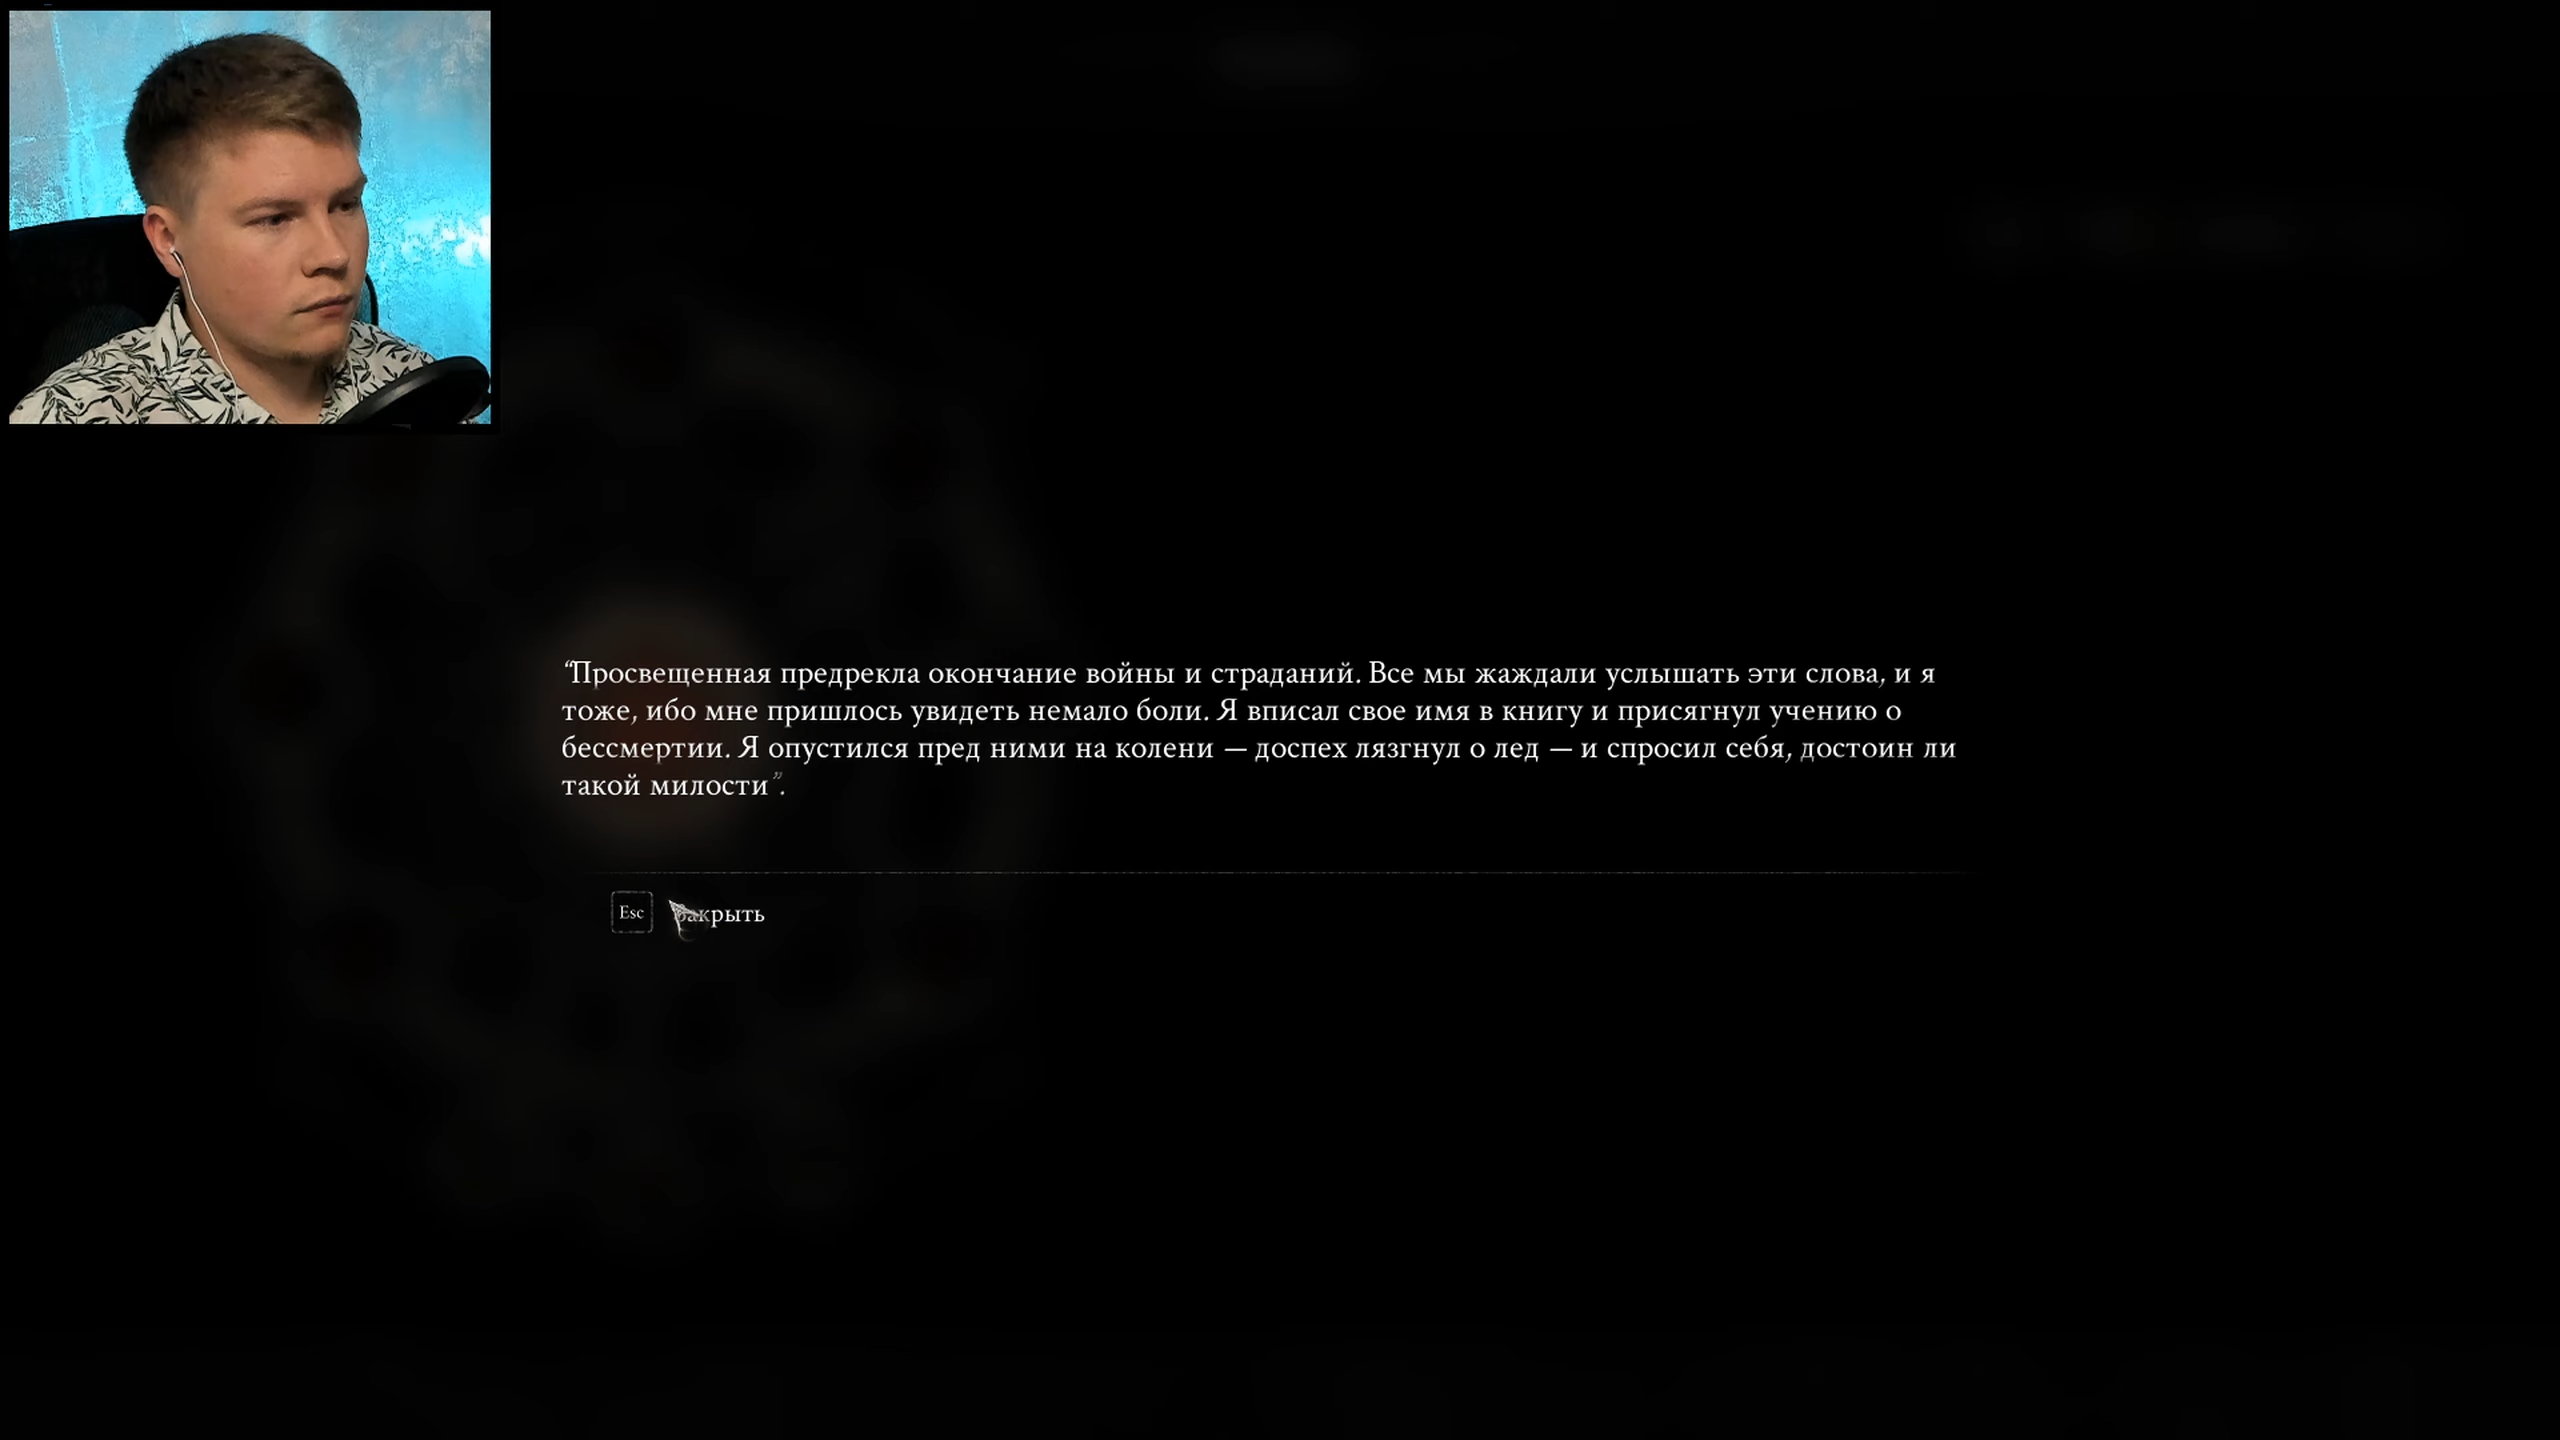 “Просвещенная предрекла окончание войны и страданий. Все мы жаждали услышать эти слова, и я
тоже, ибо мне пришлось увидеть немало боли. Я вписал свое имя в книгу и присягнул учению о
бессмертии. Я опустился пред ними на колени — доспех лязгнул о лед — и спросил себя, достоин ли
такой милости”.
Esc Закрыть